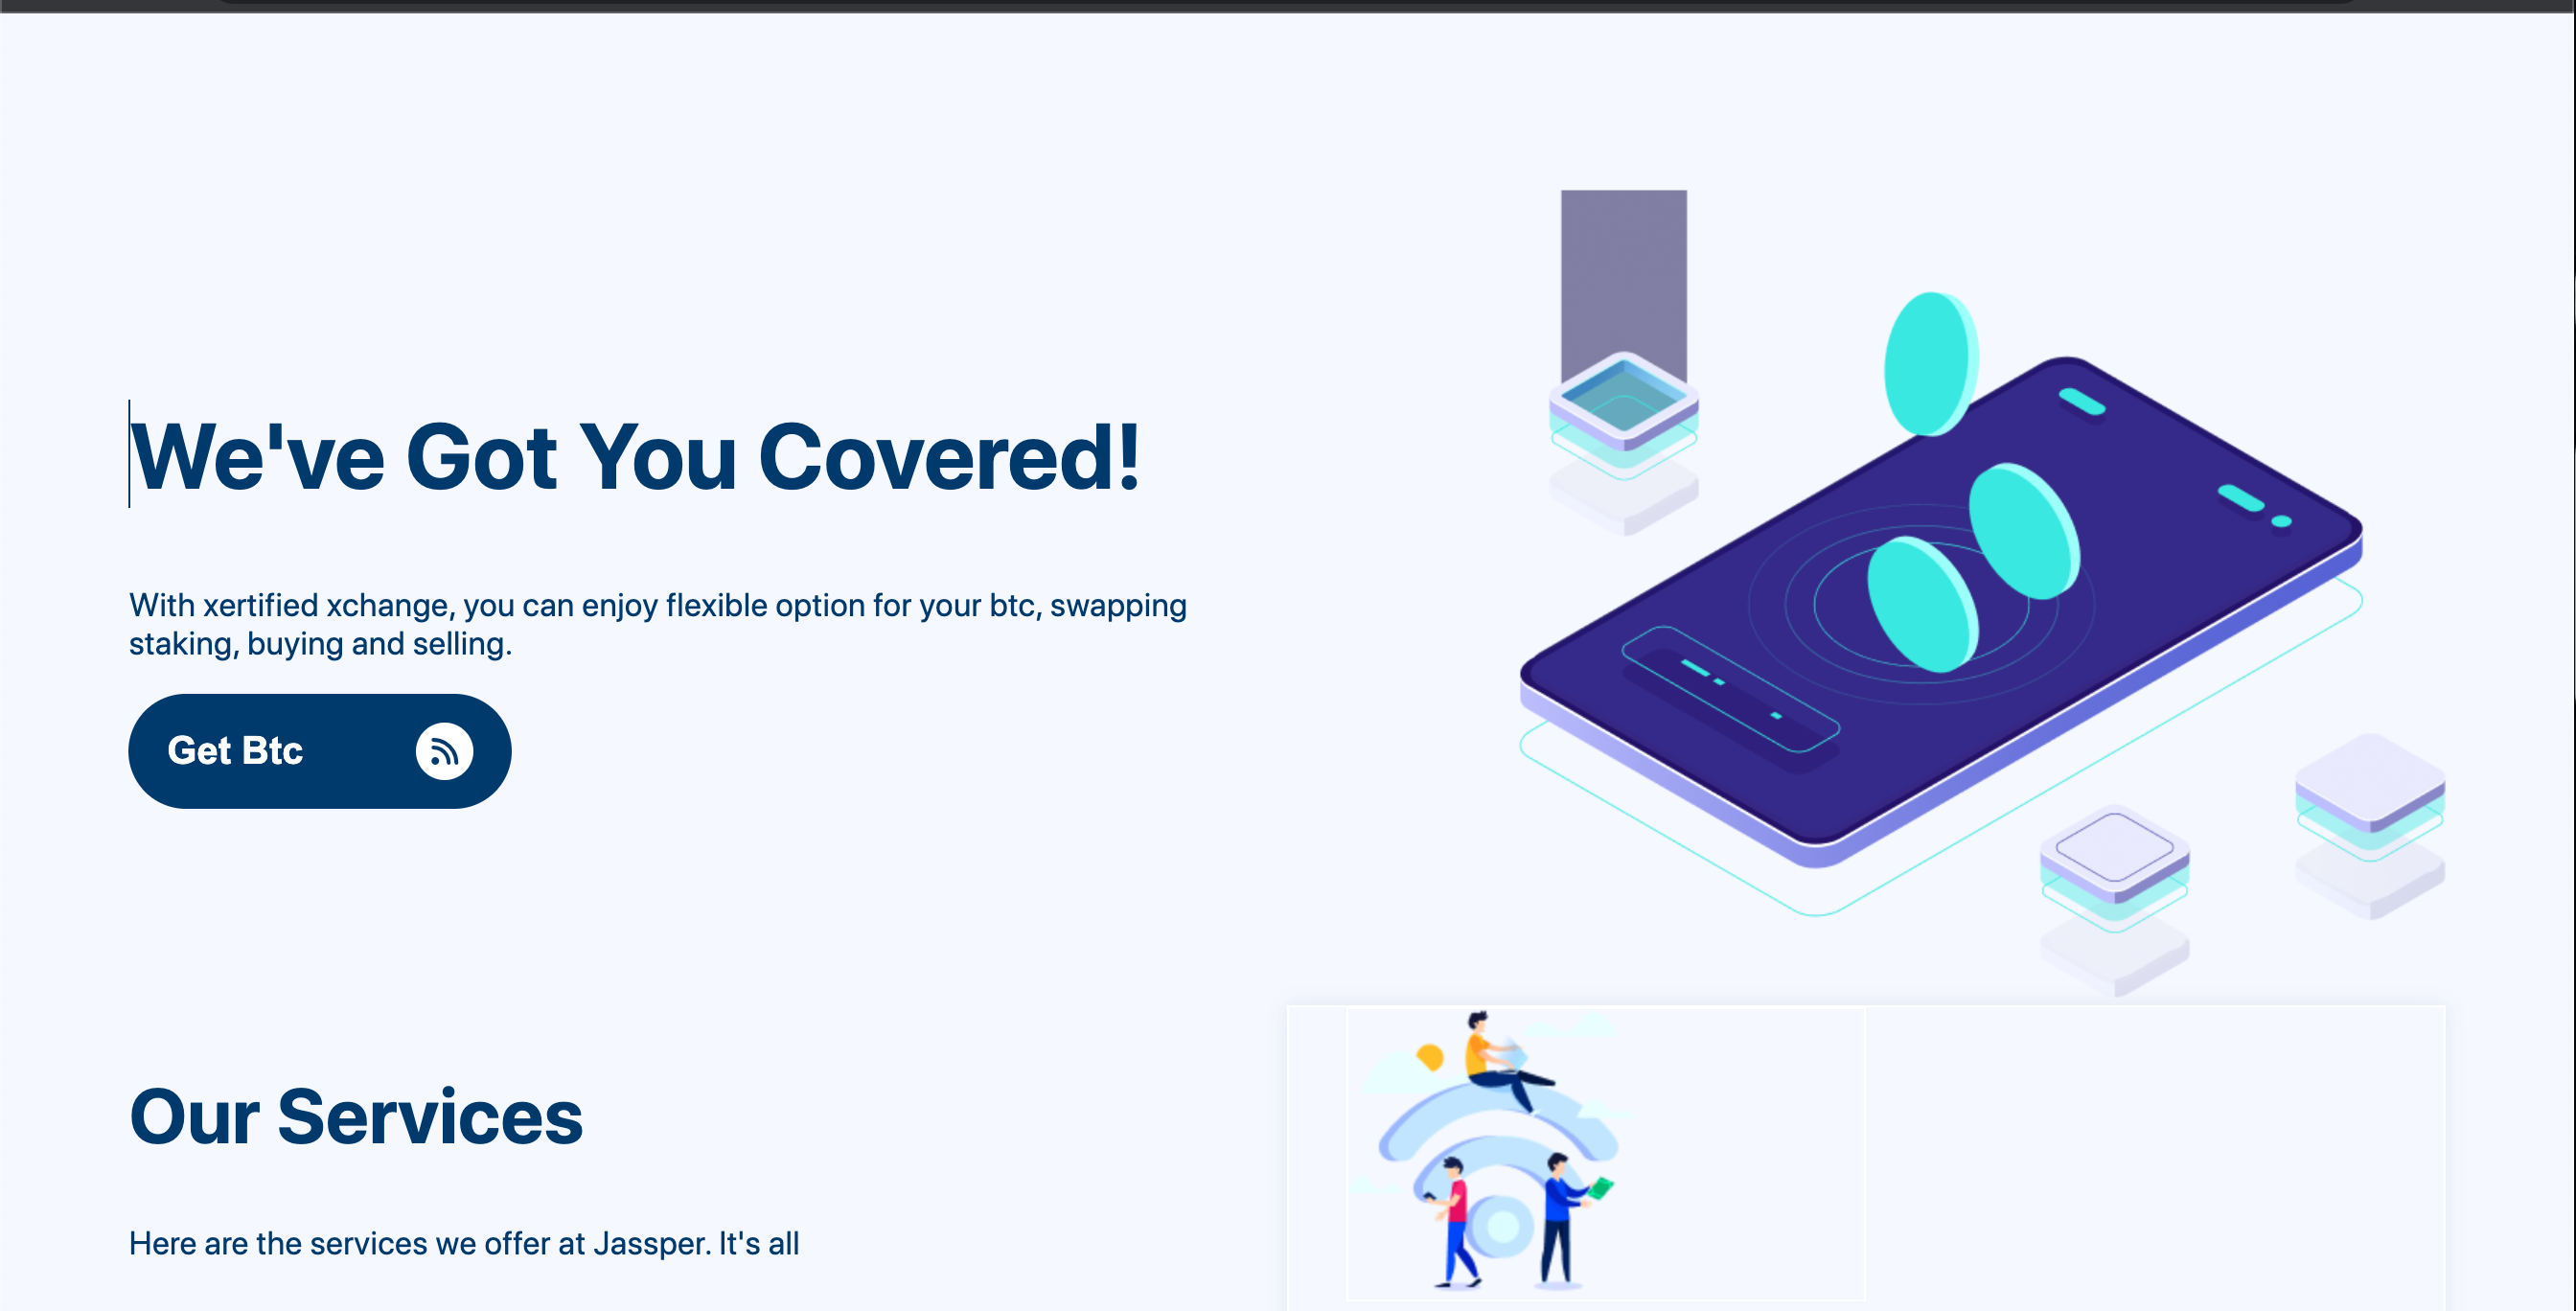 We've Got You Covered!
With xertified xchange, you can enjoy flexible option for your btc, swapping
staking, buying and selling.
Get Btc
Our Services
Here are the services we offer at Jassper. It's all